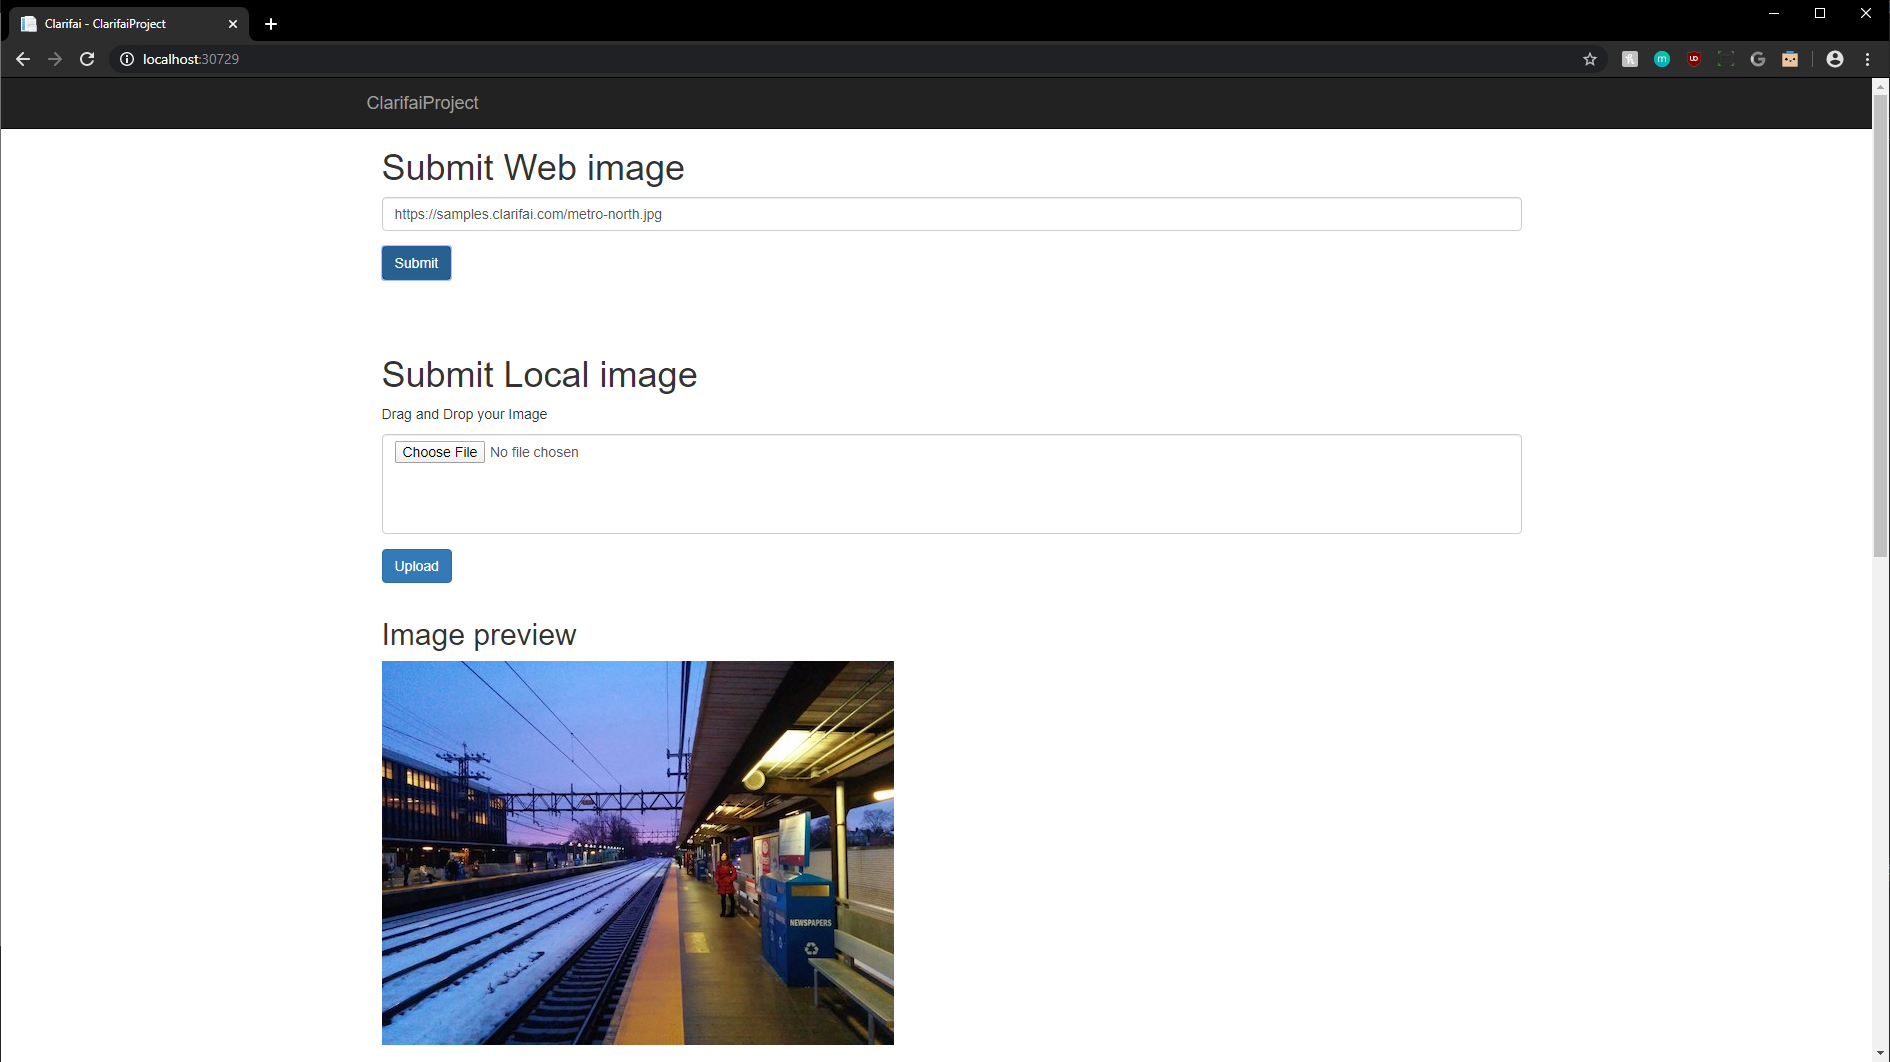 Clarifai - ClarifaiProject
localhost:30729
ClarifaiProject
Submit Web image
https://samples.clarifai.com/metro-north.jpg
Submit
Submit Local image
Drag and Drop your Image
Choose File No file chosen
Upload
Image preview
NEWSPAPERS